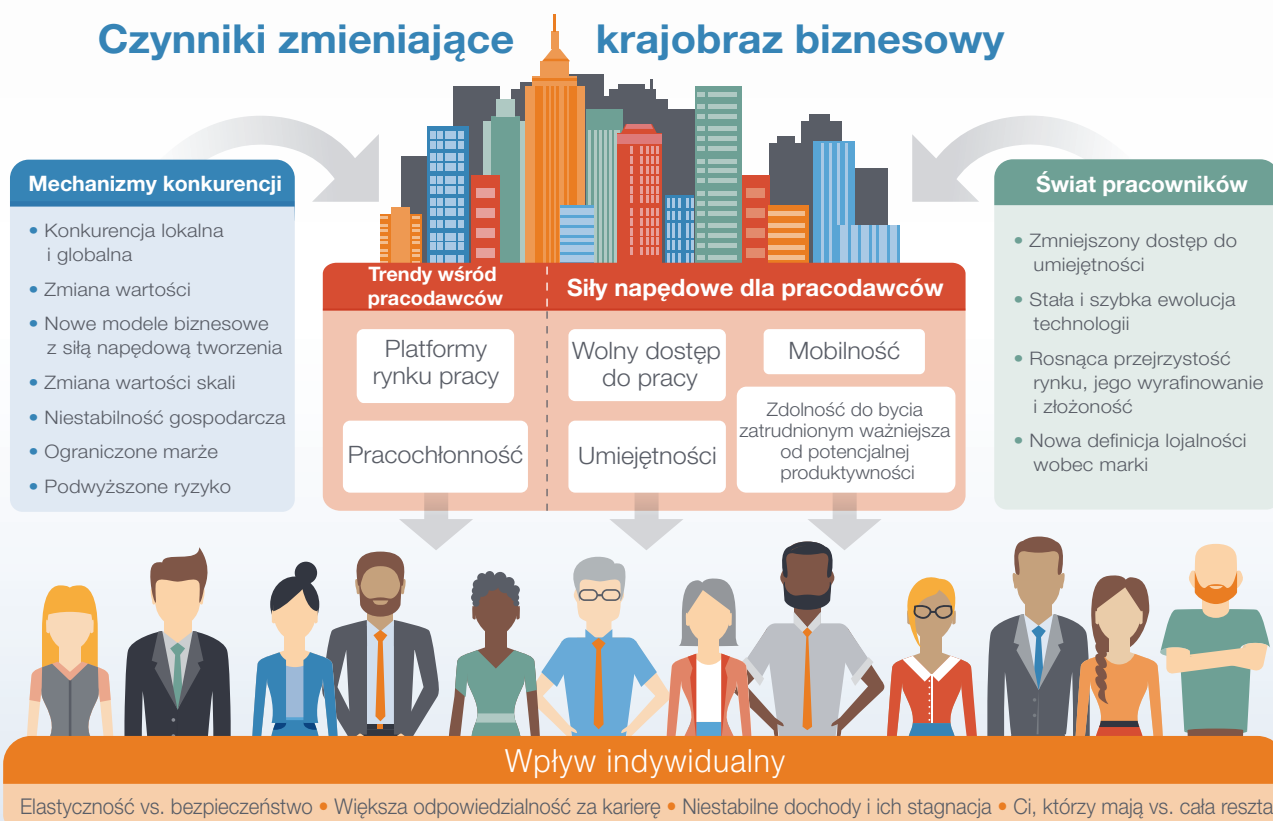 Czynniki zmieniające krajobraz biznesowy
Mechanizmy konkurencji
• Konkurencja lokalna
i globalna
• Zmiana wartości
• Nowe modele biznesowe
z siłą napędową tworzenia
• Zmiana wartości skali
• Niestabilność gospodarcza
• Ograniczone marże
• Podwyższone ryzyko
Trendy wśród
pracodawców
Platformy
rynku pracy
Pracochłonność
Siły napędowe dla pracodawców
Wolny dostęp
do pracy
Mobilność
Umiejętności
Zdolność do bycia
zatrudnionym ważniejsza
od potencjalnej
produktywności
Świat pracowników
• Zmniejszony dostęp do
umiejętności
• Stała i szybka ewolucja
technologii
• Rosnąca przejrzystość
rynku, jego wyrafinowanie
i złożoność
• Nowa definicja lojalności
wobec marki
Wpływ indywidualny
Elastyczność vs. bezpieczeństwo • Większa odpowiedzialność za karierę • Niestabilne dochody i ich stagnacja • Ci, którzy mają vs. cała reszta